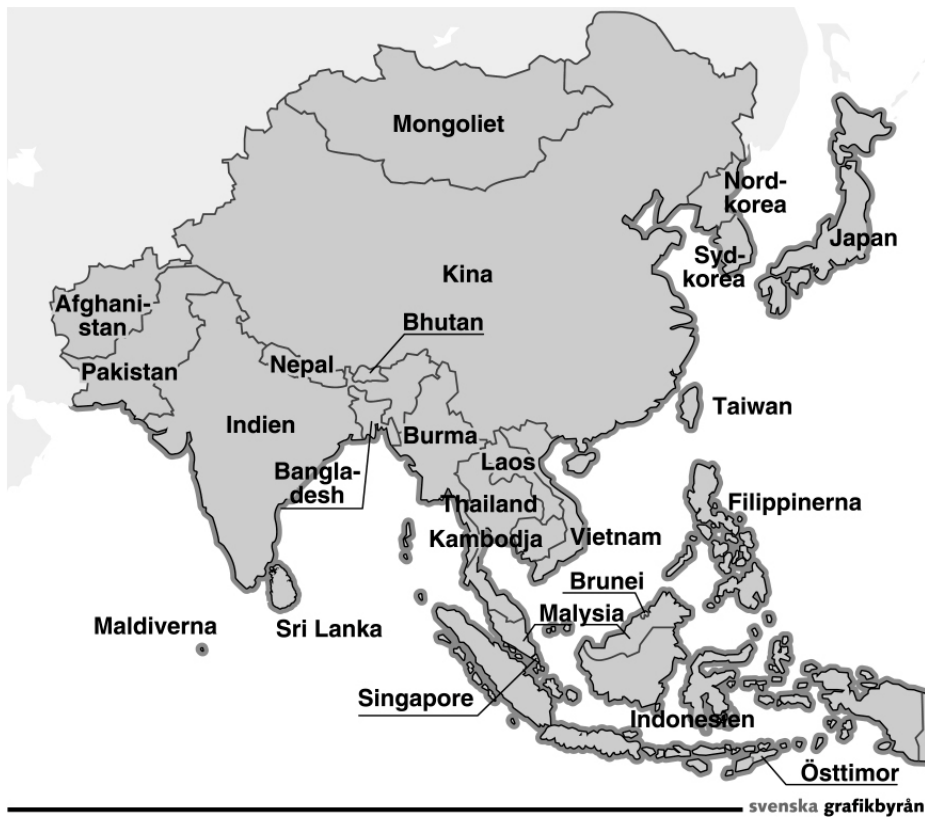 Mongoliet
Nord-
korea
Japan
Syd-
korea
Kina
Afghani-
stan
Bhutan
Nepal
Pakistan
Taiwan
Indien
Burma
Laos
Bangla-
desh
Thailand
Filippinerna
Kambodja
Vietnam
Brunei
Malysia
Maldiverna
Sri Lanka
Singapore
Indonesien
Östtimor
svenska grafikbyrån